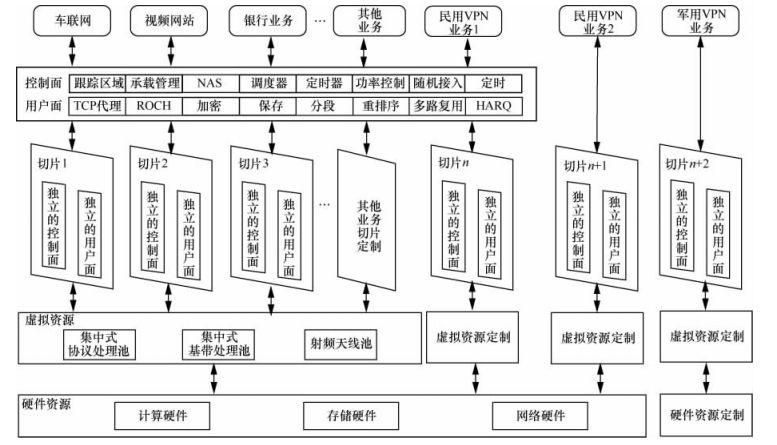 车联网
视频网站
银行业务
…
其他
业务
民用VPN
业务1
民用VPN
业务2
军用VPN
业务
控制面 跟踪区域 承载管理 NAS 调度器 定时器 功率控制 随机接入 定时
用户面 TCP代理 ROCH 加密 保存 分段 重排序 多路复用 HARQ
切片1
独立的控制面
独立的用户面
切片2
独立的控制面
独立的用户面
切片3
独立的控制面
独立的用户面
…
其他
业务
切片
定制
切片n
独立的控制面
独立的用户面
切片n+1
独立的控制面
独立的用户面
切片n+2
独立的控制面
独立的用户面
虚拟资源
集中式
协议处理池
集中式
基带处理池
射频天线池
虚拟资源定制
虚拟资源定制
虚拟资源定制
硬件资源
计算硬件
存储硬件
网络硬件
硬件资源定制